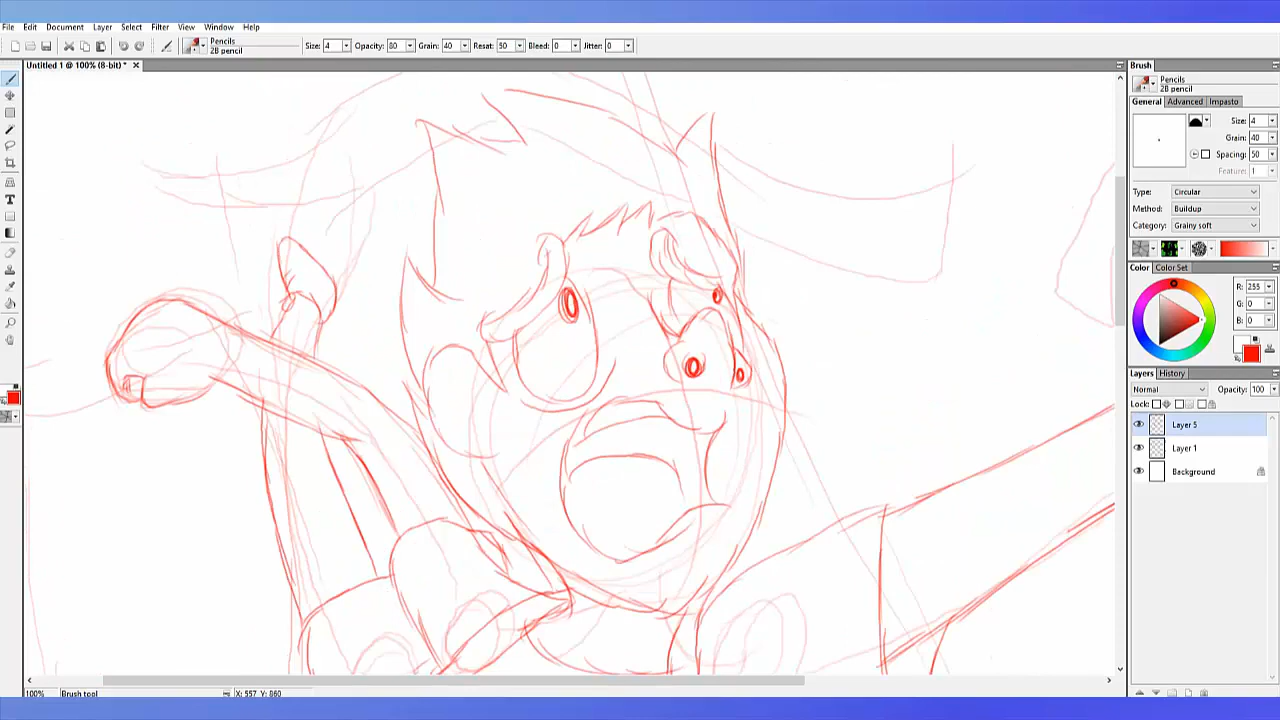 File Edit Document Layer Select Filter View Window Help
Pencils
2B pencil
Size: 4 Opacity: 80 Grain: 40 Resat: 50 Bleed: 0 Jitter: 0
Untitled 1 @ 100% (8-bit) *
Brush
Pencils
2B pencil
General Advanced Impasto
Size: 4
Grain: 40
Spacing: 50
Feature: 1
Type: Circular
Method: Buildup
Category: Grainy soft
Color Color Set
R: 255
G: 0
B: 0
Layers History
Normal Opacity: 100
Lock:
Layer 5
Layer 1
Background
100% Brush tool X: 557 Y: 860